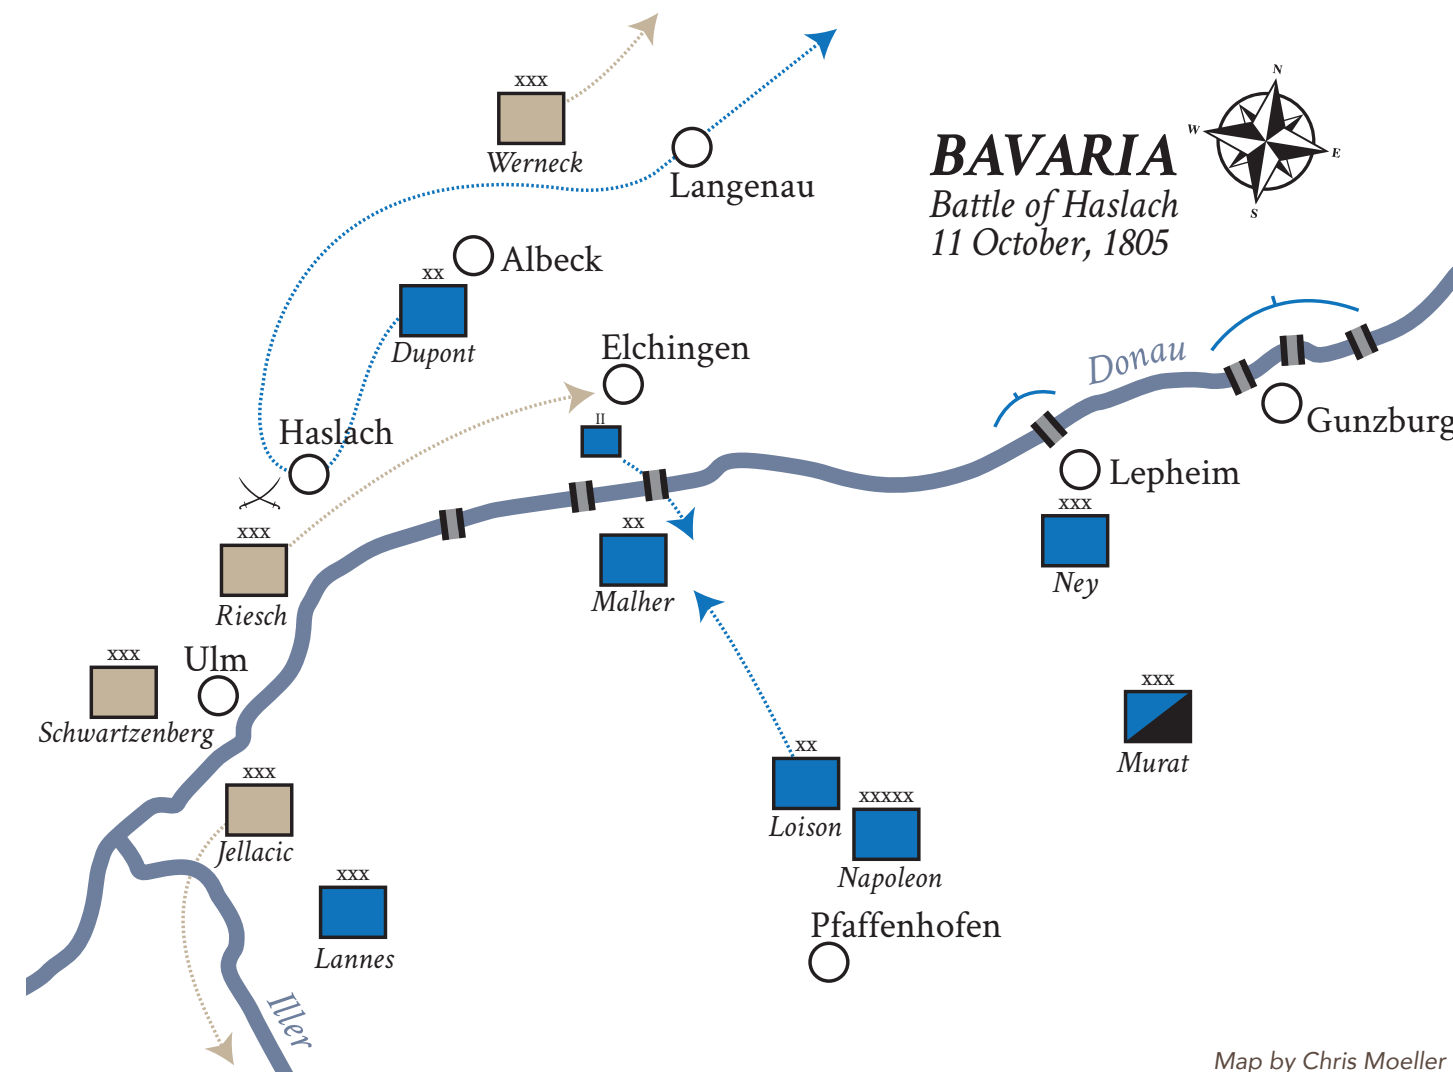 N
W
E
S
BAVARIA
Battle of Haslach
11 October, 1805
xxx
Werneck
Langenau
Albeck
xx
Dupont
Elchingen
II
Haslach
Donau
Gunzburg
Lepheim
xxx
Ney
xxx
Riesch
xx
Malher
Ulm
xxx
Schwartzenberg
xxx
Murat
xxx
Jellacic
xx
Loison
xxxxx
Napoleon
xxx
Lannes
Pfaffenhofen
Iller
Map by Chris Moeller